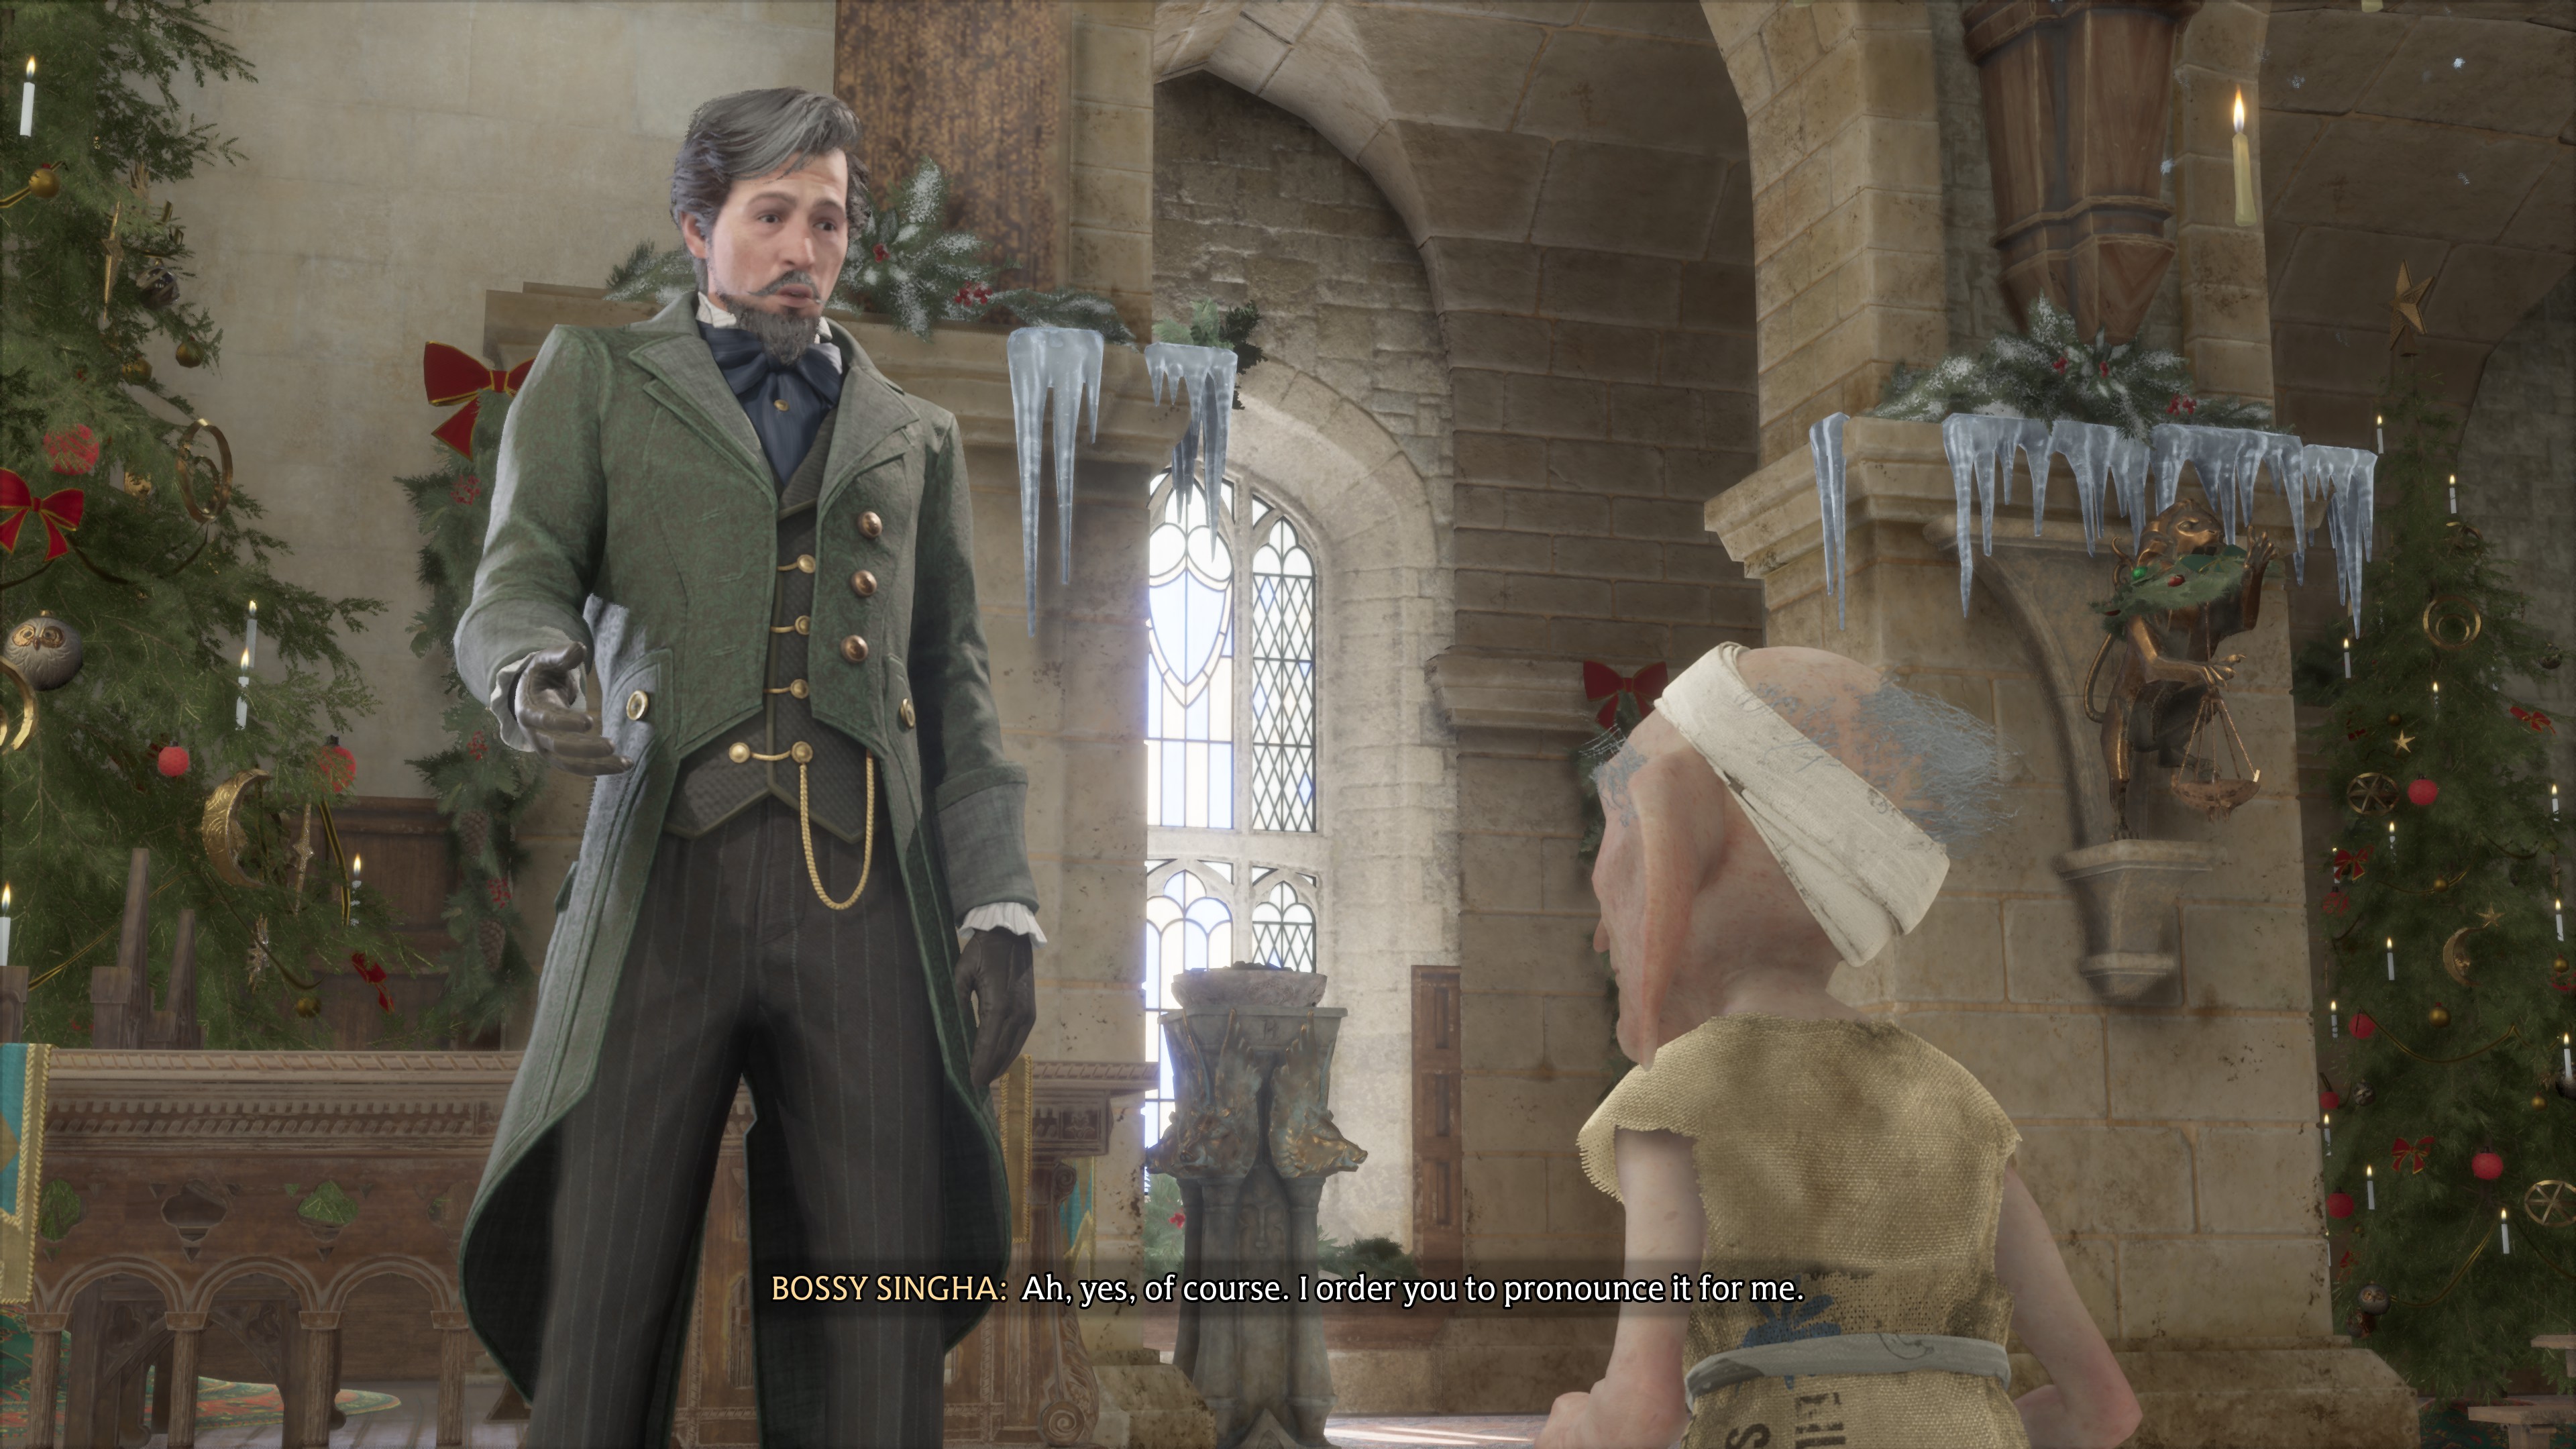 BOSSY SINGHA: Ah, yes, of course. I order you to pronounce it for me.